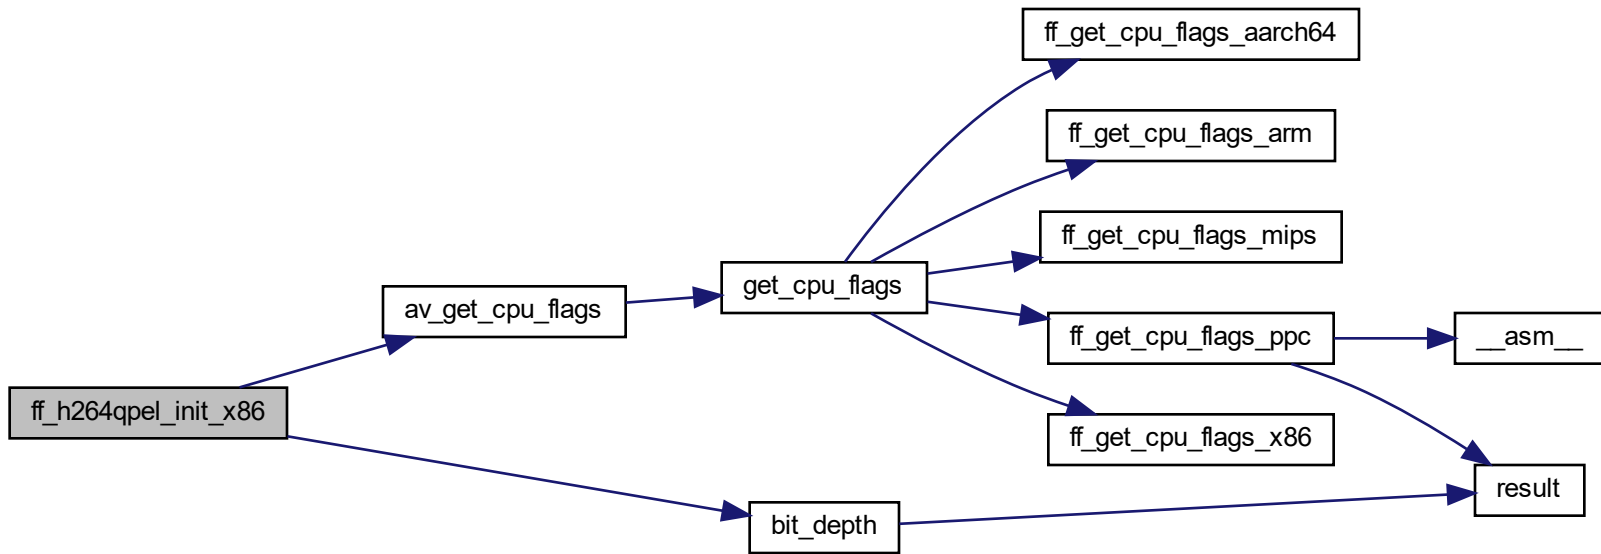 ff_get_cpu_flags_aarch64
ff_get_cpu_flags_arm
ff_get_cpu_flags_mips
get_cpu_flags
av_get_cpu_flags
ff_get_cpu_flags_ppc
__asm__
ff_h264qpel_init_x86
ff_get_cpu_flags_x86
result
bit_depth